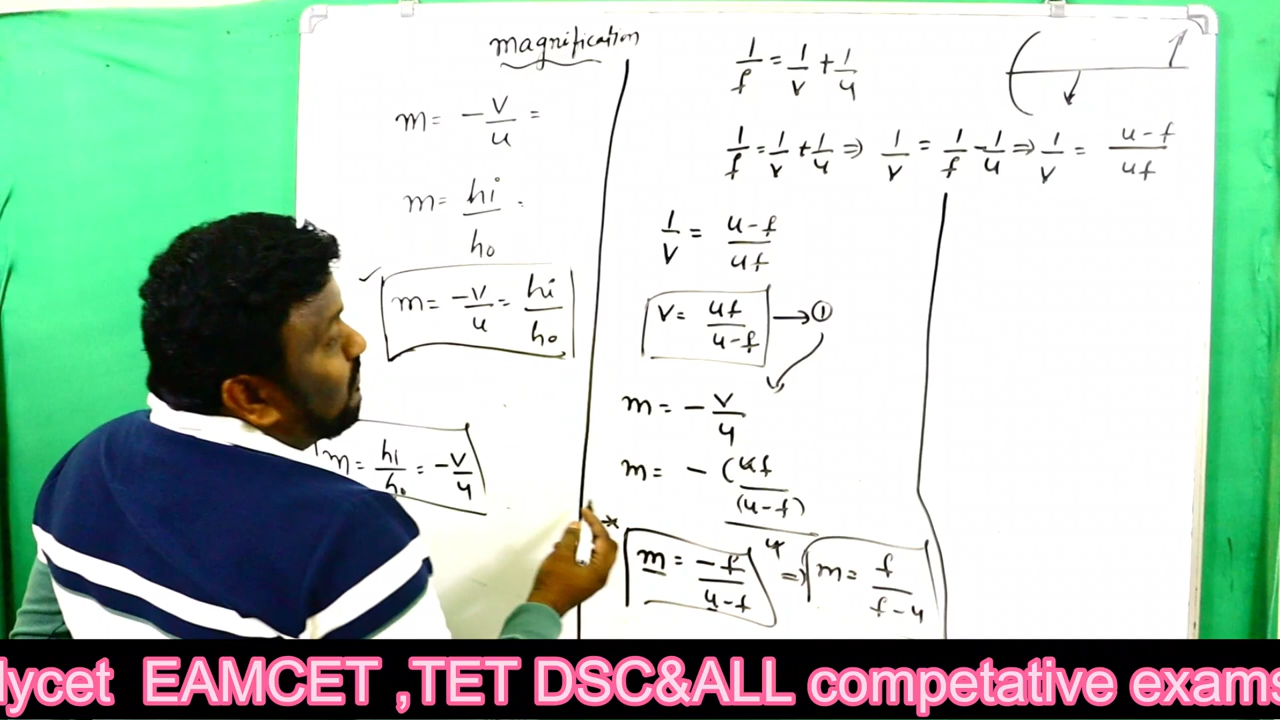 magnification
m= -v/u =
m= hi/ho .
m= -v/u = hi/ho
m= hi/ho = -v/u
1/f = 1/v + 1/u
1/f = 1/v + 1/u ⇒ 1/v = 1/f - 1/u ⇒ 1/v = u-f/uf
1/v = u-f/uf
v= uf/u-f → ①
m= - v/u
m= - (uf/(u-f)/u
* m = -f/u-f ⇒ m= f/f-u
lycet EAMCET ,TET DSC&ALL competative exams